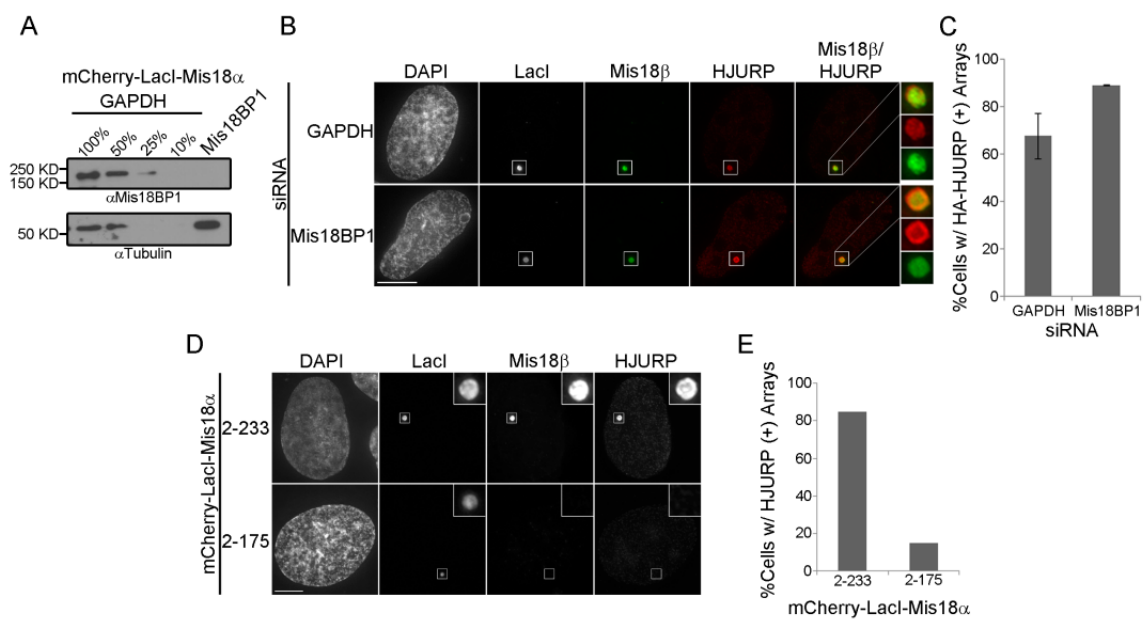 A
mCherry-LacI-Mis18α
GAPDH
100% 50% 25% 10% Mis18BP1
250 KD
150 KD
αMis18BP1
50 KD
αTubulin
B
DAPI LacI Mis18β HJURP Mis18β/
HJURP
siRNA
GAPDH
Mis18BP1
C
%Cells w/ HA-HJURP (+) Arrays
100
80
60
40
20
0
GAPDH Mis18BP1
siRNA
D
DAPI LacI Mis18β HJURP
mCherry-LacI-Mis18α
2-233
2-175
E
%Cells w/ HJURP (+) Arrays
100
80
60
40
20
0
2-233 2-175
mCherry-LacI-Mis18α